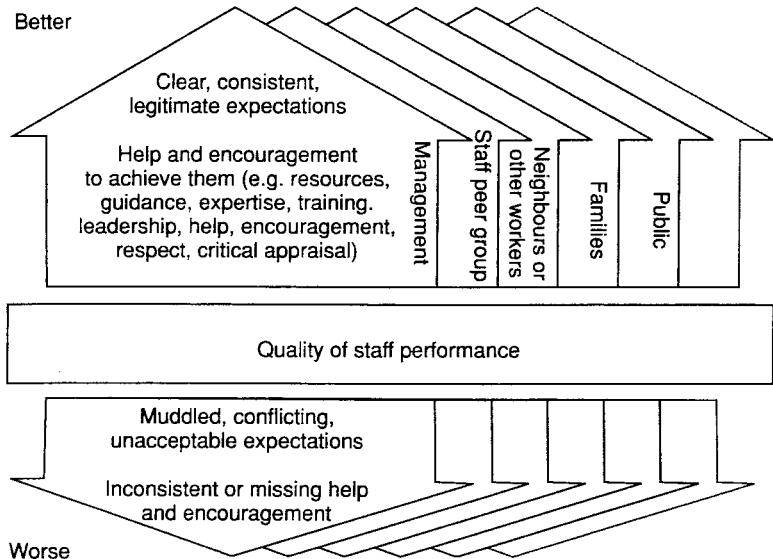 Better
Clear, consistent,
legitimate expectations
Help and encouragement
to achieve them (e.g. resources,
guidance, expertise, training.
leadership, help, encouragement,
respect, critical appraisal)
Management
Staff peer group
Neighbours or
other workers
Families
Public
Quality of staff performance
Muddled, conflicting,
unacceptable expectations
Inconsistent or missing help
and encouragement
Worse